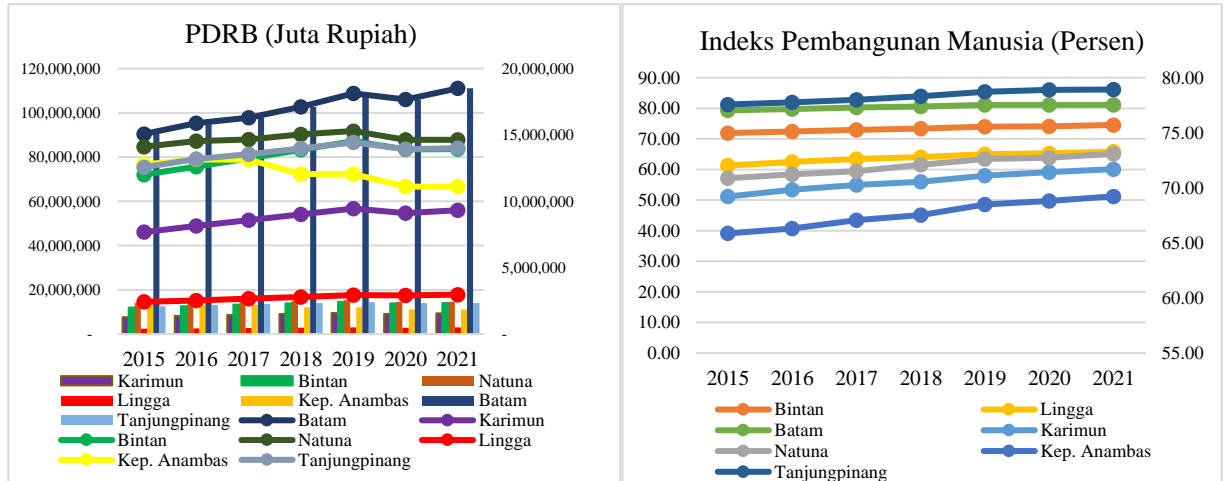 PDRB (Juta Rupiah)
120,000,000
100,000,000
80,000,000
60,000,000
40,000,000
20,000,000
-
20,000,000
15,000,000
10,000,000
5,000,000
-
2015 2016 2017 2018 2019 2020 2021
Karimun Bintan Natuna
Lingga Kep. Anambas Batam
Tanjungpinang Batam Karimun
Bintan Natuna Lingga
Kep. Anambas Tanjungpinang
Indeks Pembangunan Manusia (Persen)
90.00
80.00
70.00
60.00
50.00
40.00
30.00
20.00
10.00
0.00
80.00
75.00
70.00
65.00
60.00
55.00
2015 2016 2017 2018 2019 2020 2021
Bintan Lingga
Batam Karimun
Natuna Kep. Anambas
Tanjungpinang